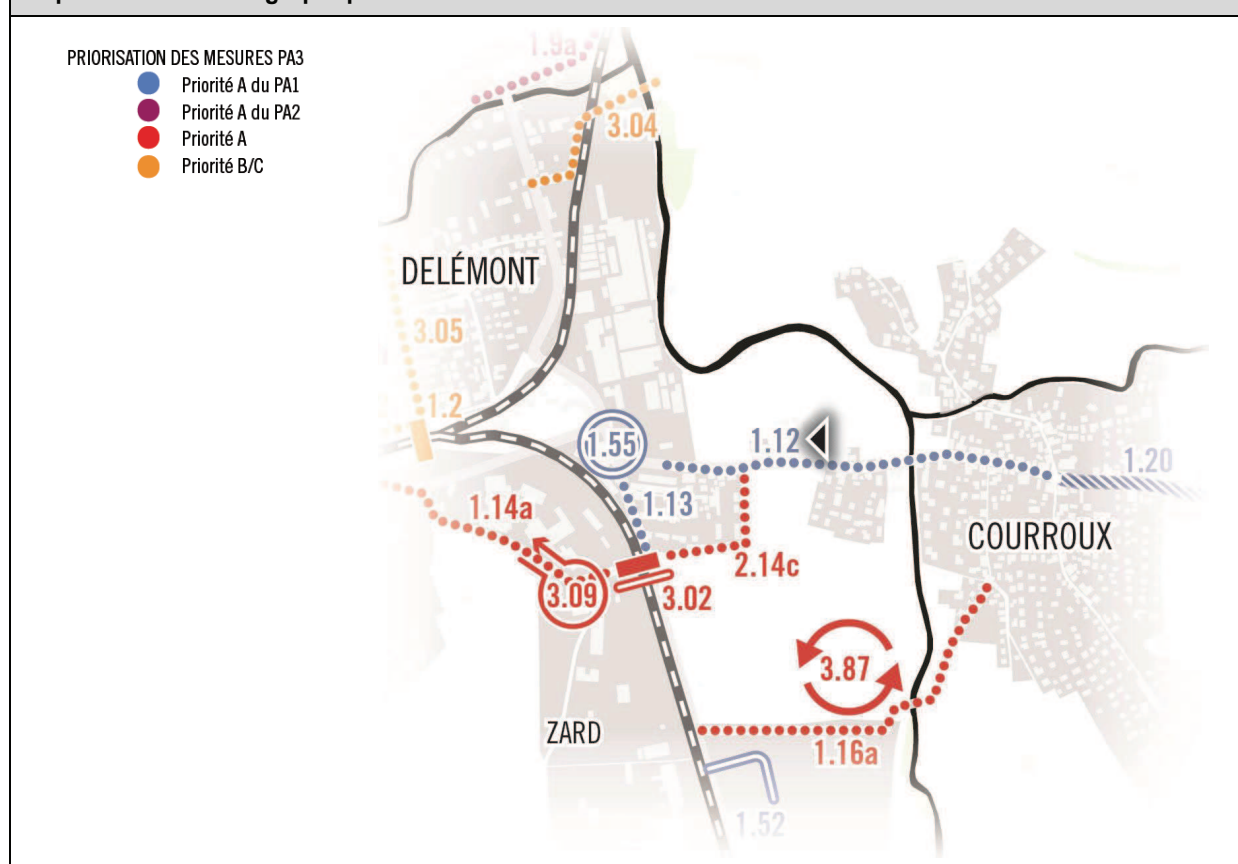 PRIORISATION DES MESURES PA3
Priorité A du PA1
Priorité A du PA2
Priorité A
Priorité B/C
1.9a
3.04
DELÉMONT
3.05
1.2
1.55
1.12
1.20
1.14a
1.13
COURROUX
2.14c
3.09
3.02
3.87
ZARD
1.16a
1.52